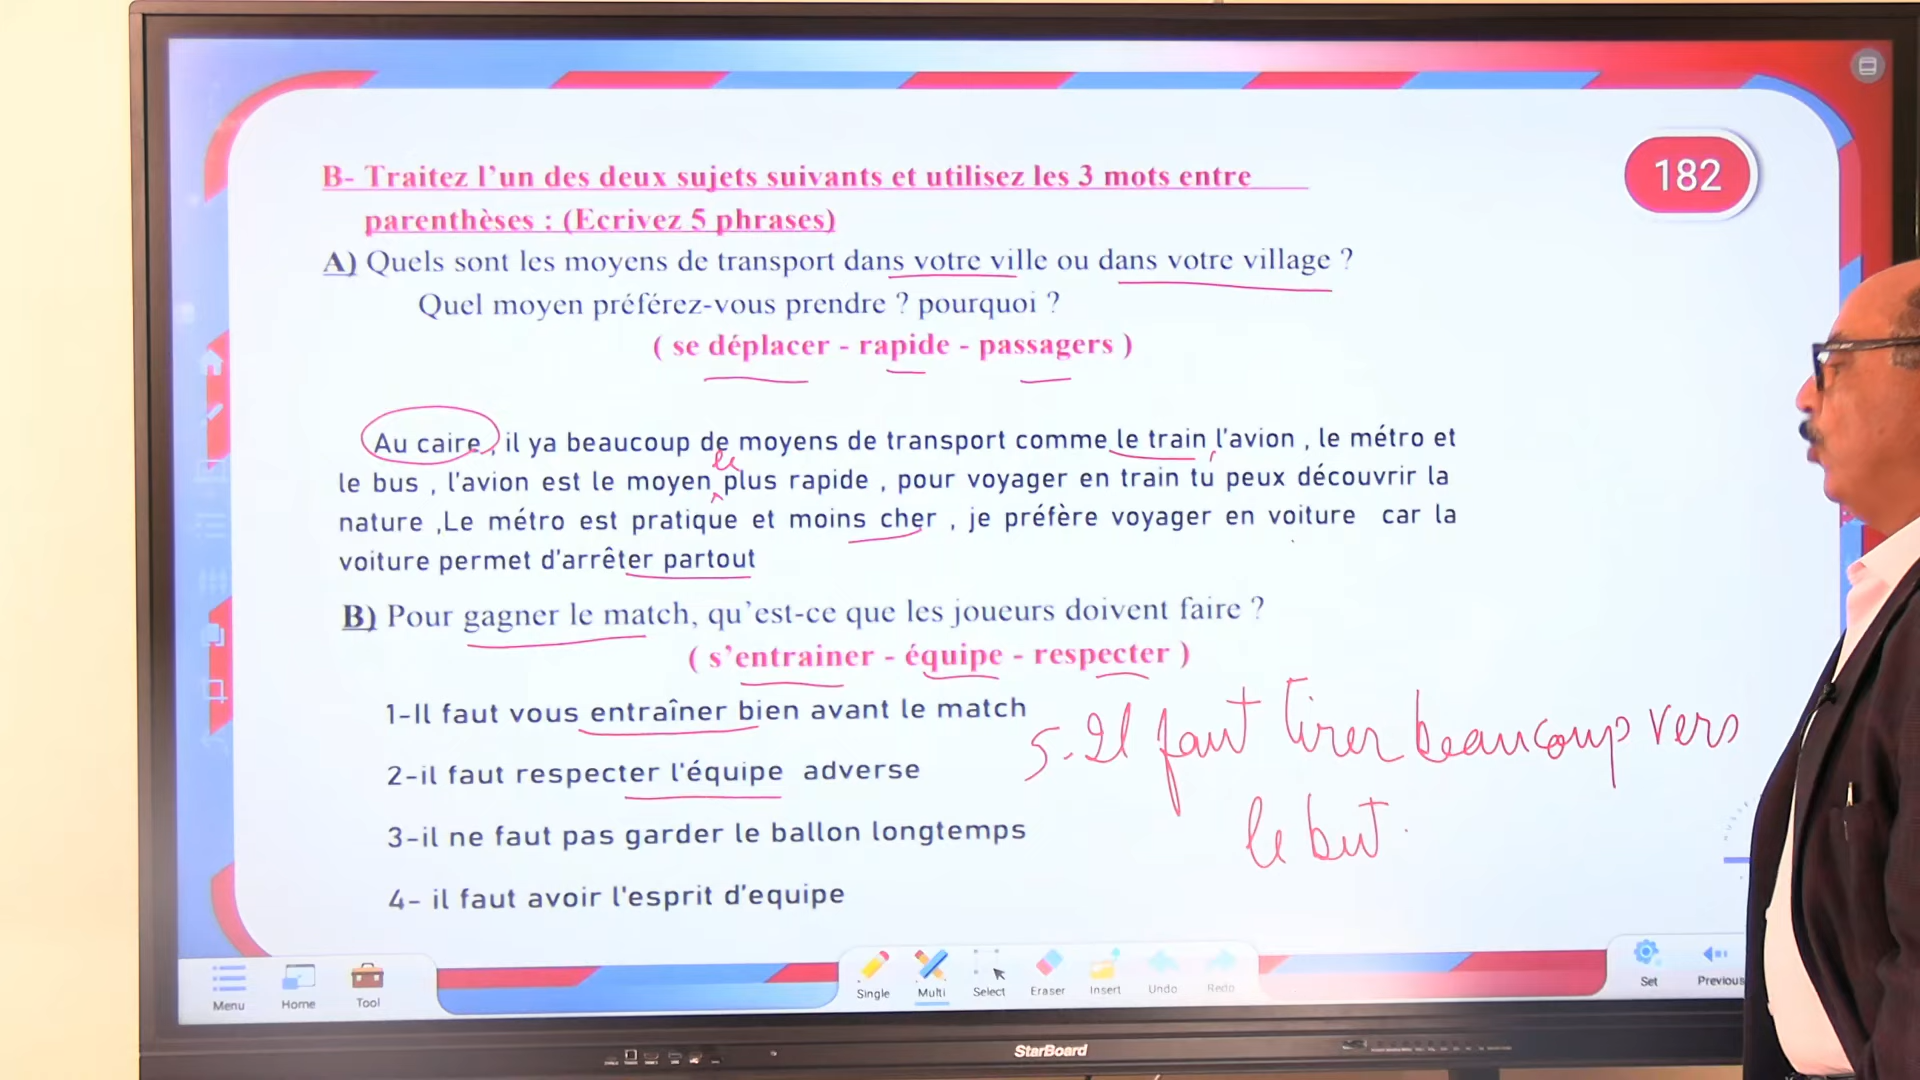 182
B- Traitez l’un des deux sujets suivants et utilisez les 3 mots entre
parenthèses : (Ecrivez 5 phrases)
A) Quels sont les moyens de transport dans votre ville ou dans votre village ?
Quel moyen préférez-vous prendre ? pourquoi ?
( se déplacer - rapide - passagers )
Au caire , il ya beaucoup de moyens de transport comme le train l'avion , le métro et
le
le bus , l'avion est le moyen plus rapide , pour voyager en train tu peux découvrir la
nature ,Le métro est pratique et moins cher , je préfère voyager en voiture car la
voiture permet d'arrêter partout
B) Pour gagner le match, qu’est-ce que les joueurs doivent faire ?
( s’entrainer - équipe - respecter )
1-Il faut vous entraîner bien avant le match
5. Il faut tirer beaucoup vers
le but.
2-il faut respecter l'équipe adverse
3-il ne faut pas garder le ballon longtemps
4- il faut avoir l'esprit d’equipe
Menu Home Tool Single Multi Select Eraser Insert Undo Redo Set Previous
StarBoard